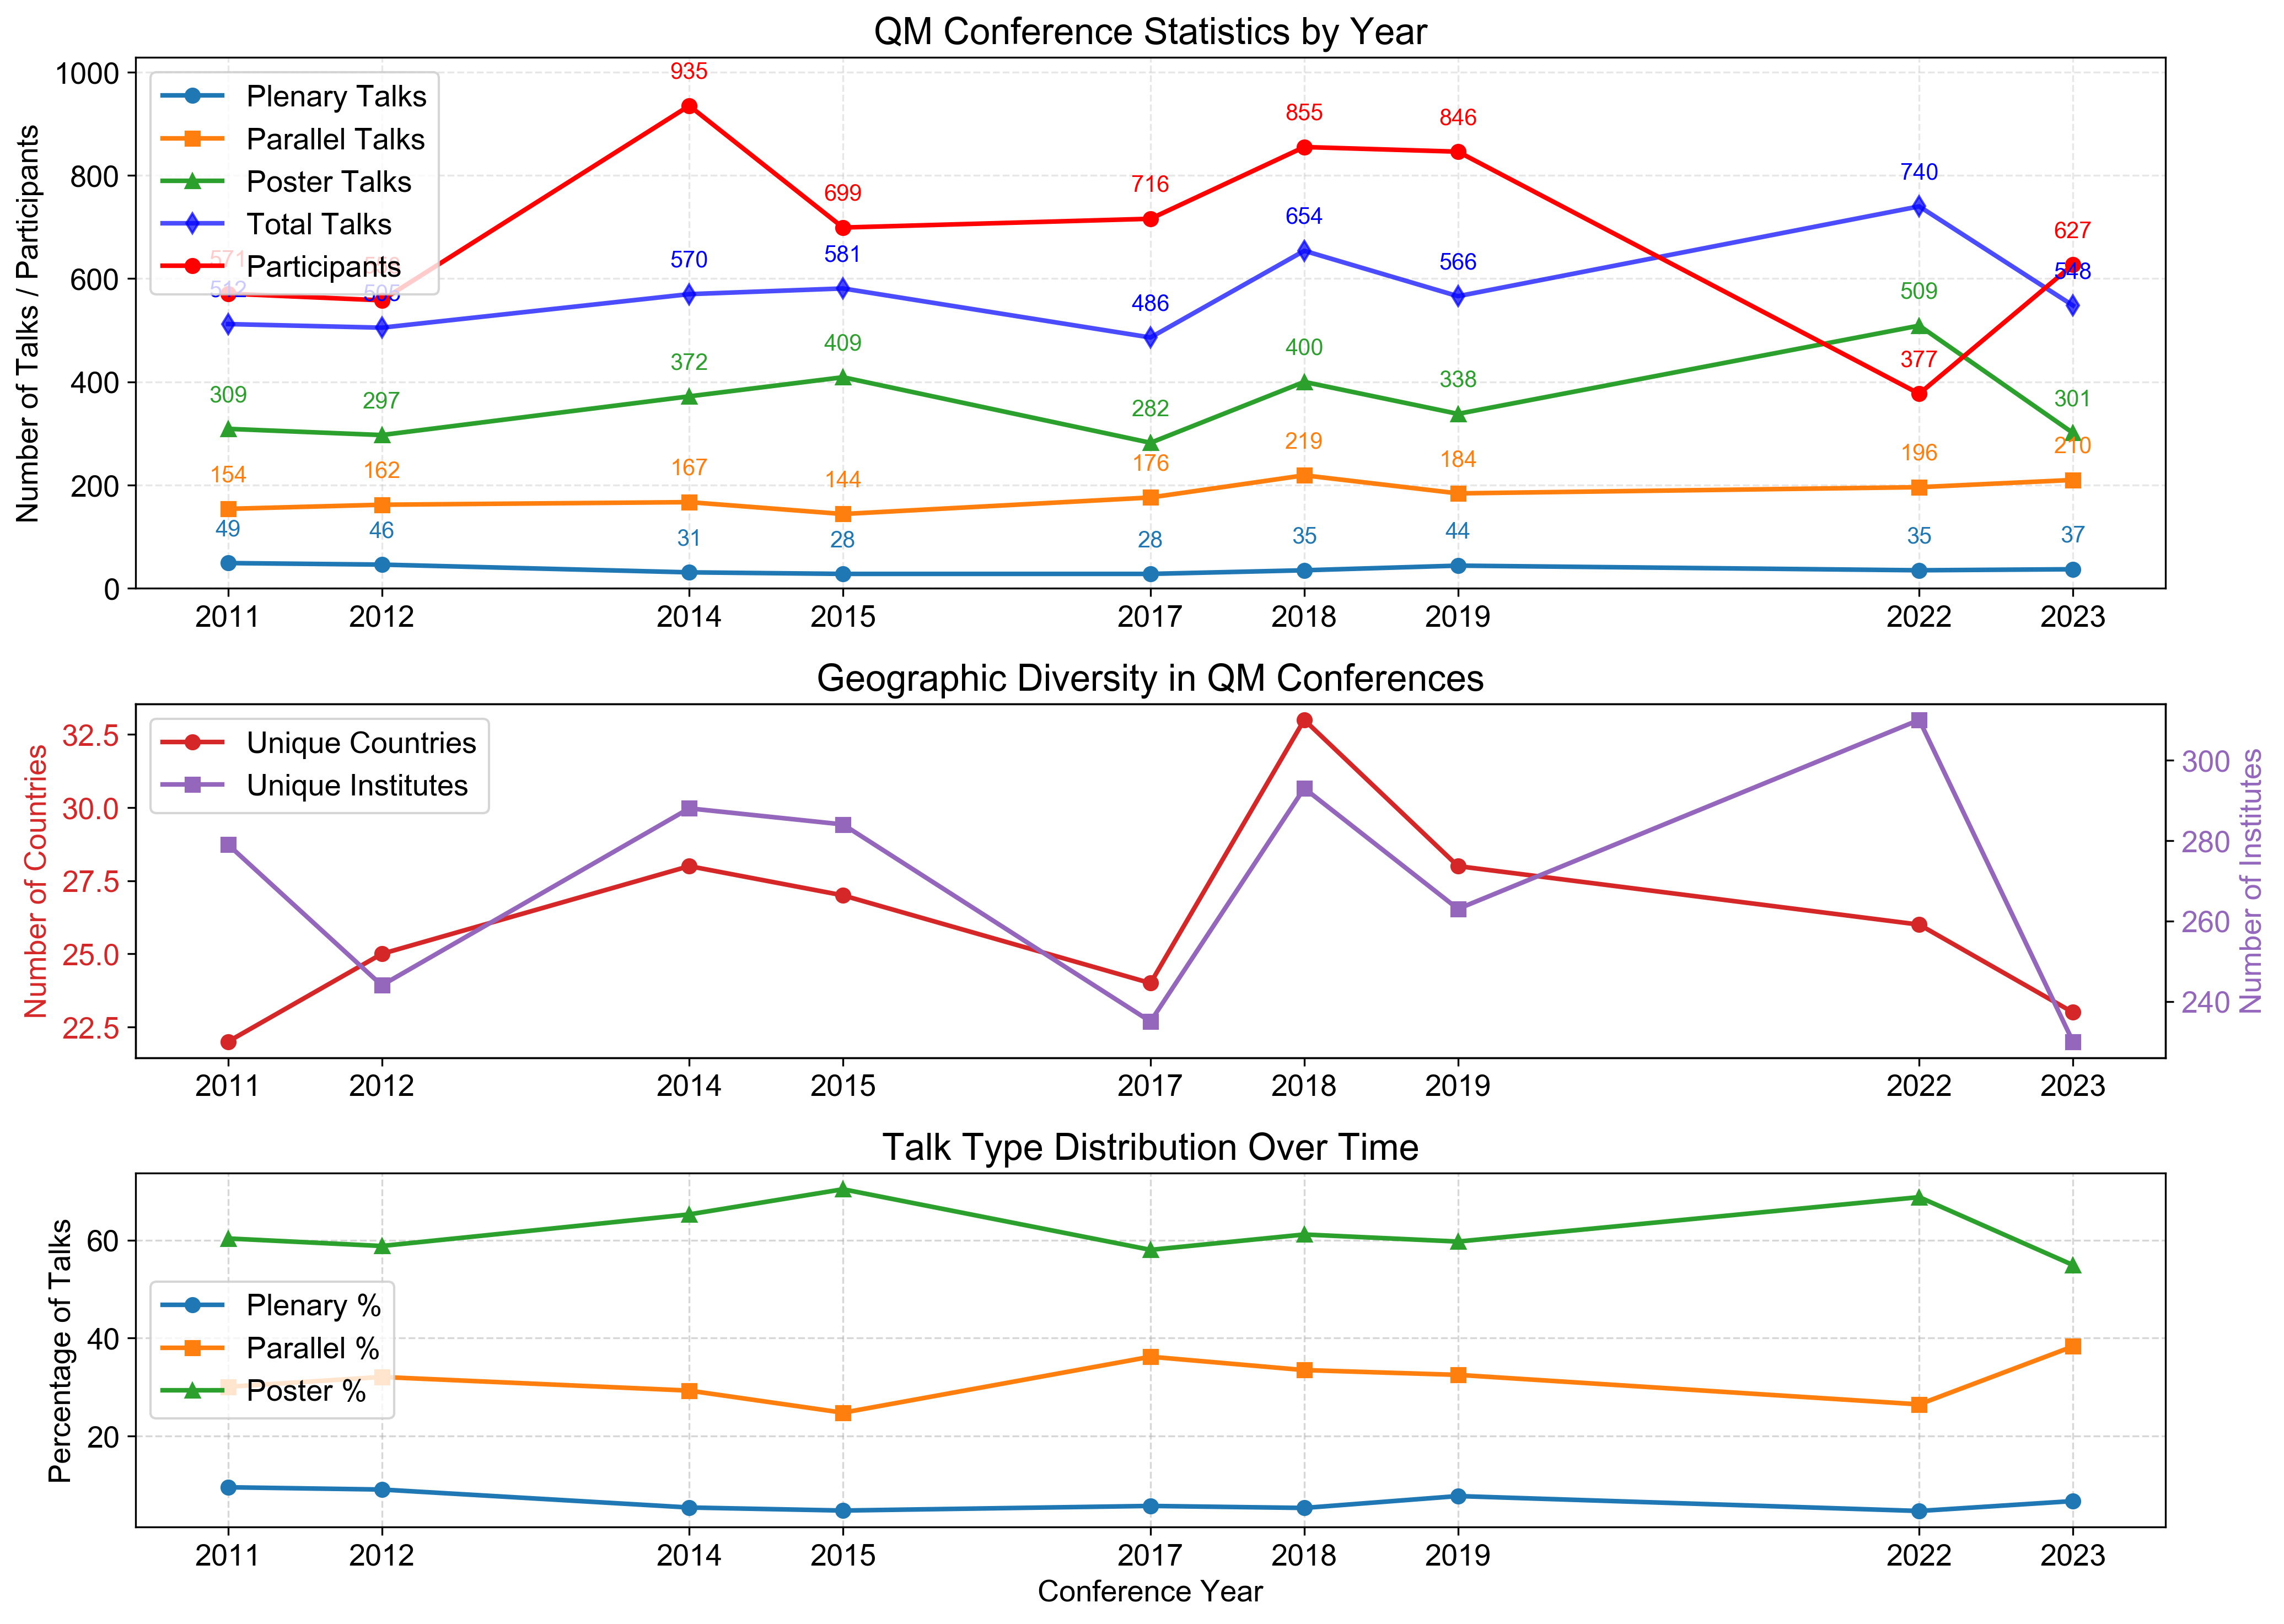 QM Conference Statistics by Year
Number of Talks / Participants
1000
800
600
400
200
0
Plenary Talks
Parallel Talks
Poster Talks
Total Talks
Participants
935
855
846
740
699
716
654
627
571
512
505
570
581
486
566
548
509
377
309
297
372
409
282
400
338
301
154
162
167
144
176
219
184
196
210
49
46
31
28
28
35
44
35
37
2011 2012 2014 2015 2017 2018 2019 2022 2023
Geographic Diversity in QM Conferences
Number of Countries
32.5
30.0
27.5
25.0
22.5
Unique Countries
Unique Institutes
300
280
260
240
Number of Institutes
2011 2012 2014 2015 2017 2018 2019 2022 2023
Talk Type Distribution Over Time
Percentage of Talks
60
40
20
Plenary %
Parallel %
Poster %
2011 2012 2014 2015 2017 2018 2019 2022 2023
Conference Year